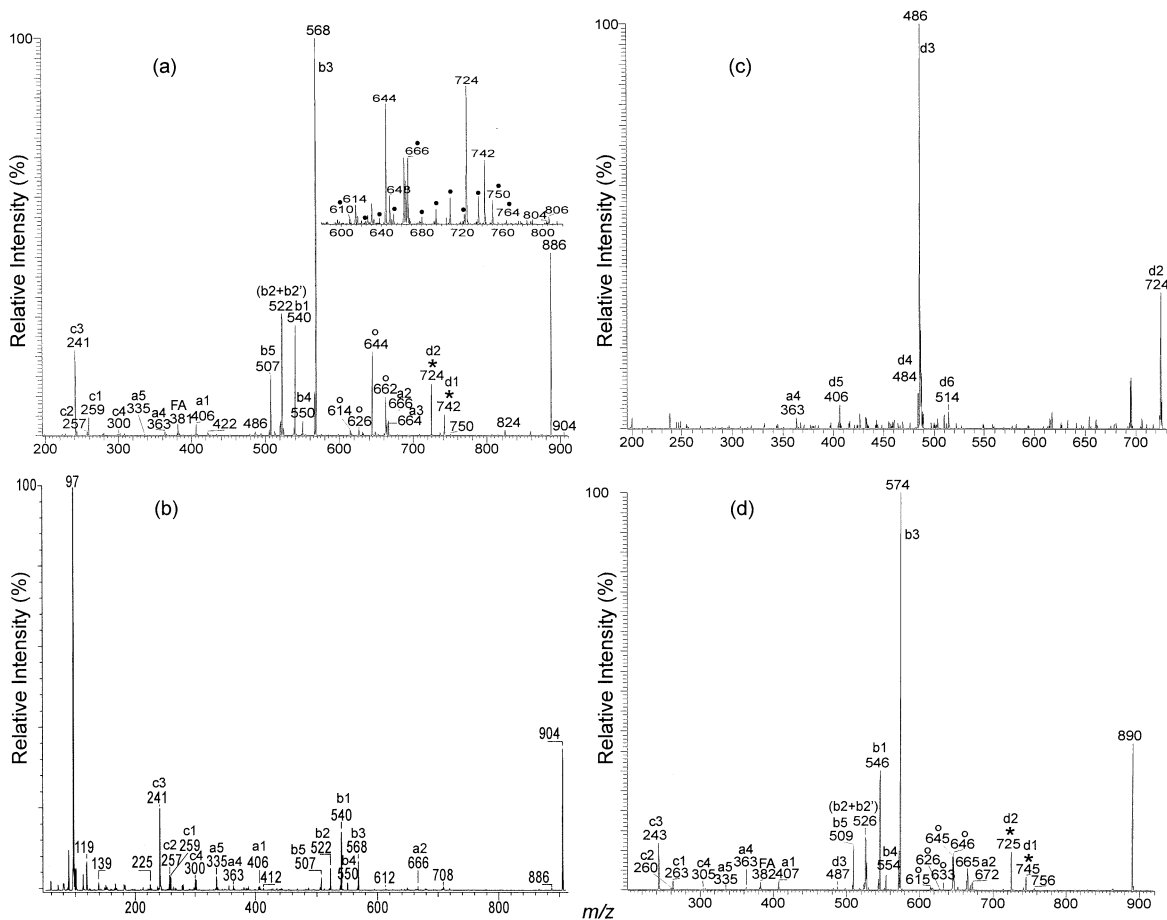 Relative Intensity (%)
100
(a)
568
b3
c3
241
c1
259
c2
257
c4
300
a5
335
a4
363
FA
381
a1
406
422
486
b5
507
(b2+b2')
522
b1
540
b4
550
614
626
644
662
a2
666
a3
664
d2
*
724
d1
*
742
750
824
886
904
610
614
644
648
666
724
742
750
764
804
806
600 640 680 720 760 800
200 300 400 500 600 700 800 900
Relative Intensity (%)
100
(c)
486
d3
d2
724
d4
484
d6
514
d5
406
a4
363
200 250 300 350 400 450 500 550 600 650 700
Relative Intensity (%)
100
97
(b)
119
139
225
c3
241
c1
259
c2
257
c4
300
a5
335
a4
363
a1
406
412
b5
507
b2
522
b1
540
b4
550
b3
568
612
a2
666
708
886
904
200 400 600 800
Relative Intensity (%)
100
(d)
574
b3
c3
243
c2
260
c1
263
c4
305
a5
335
a4
363
FA
382
a1
407
d3
487
(b2+b2')
b5
526
509
b1
546
b4
554
615
626
633
645
646
665
a2
672
d2
*
725
d1
*
745
756
890
300 400 500 600 700 800 900
m/z